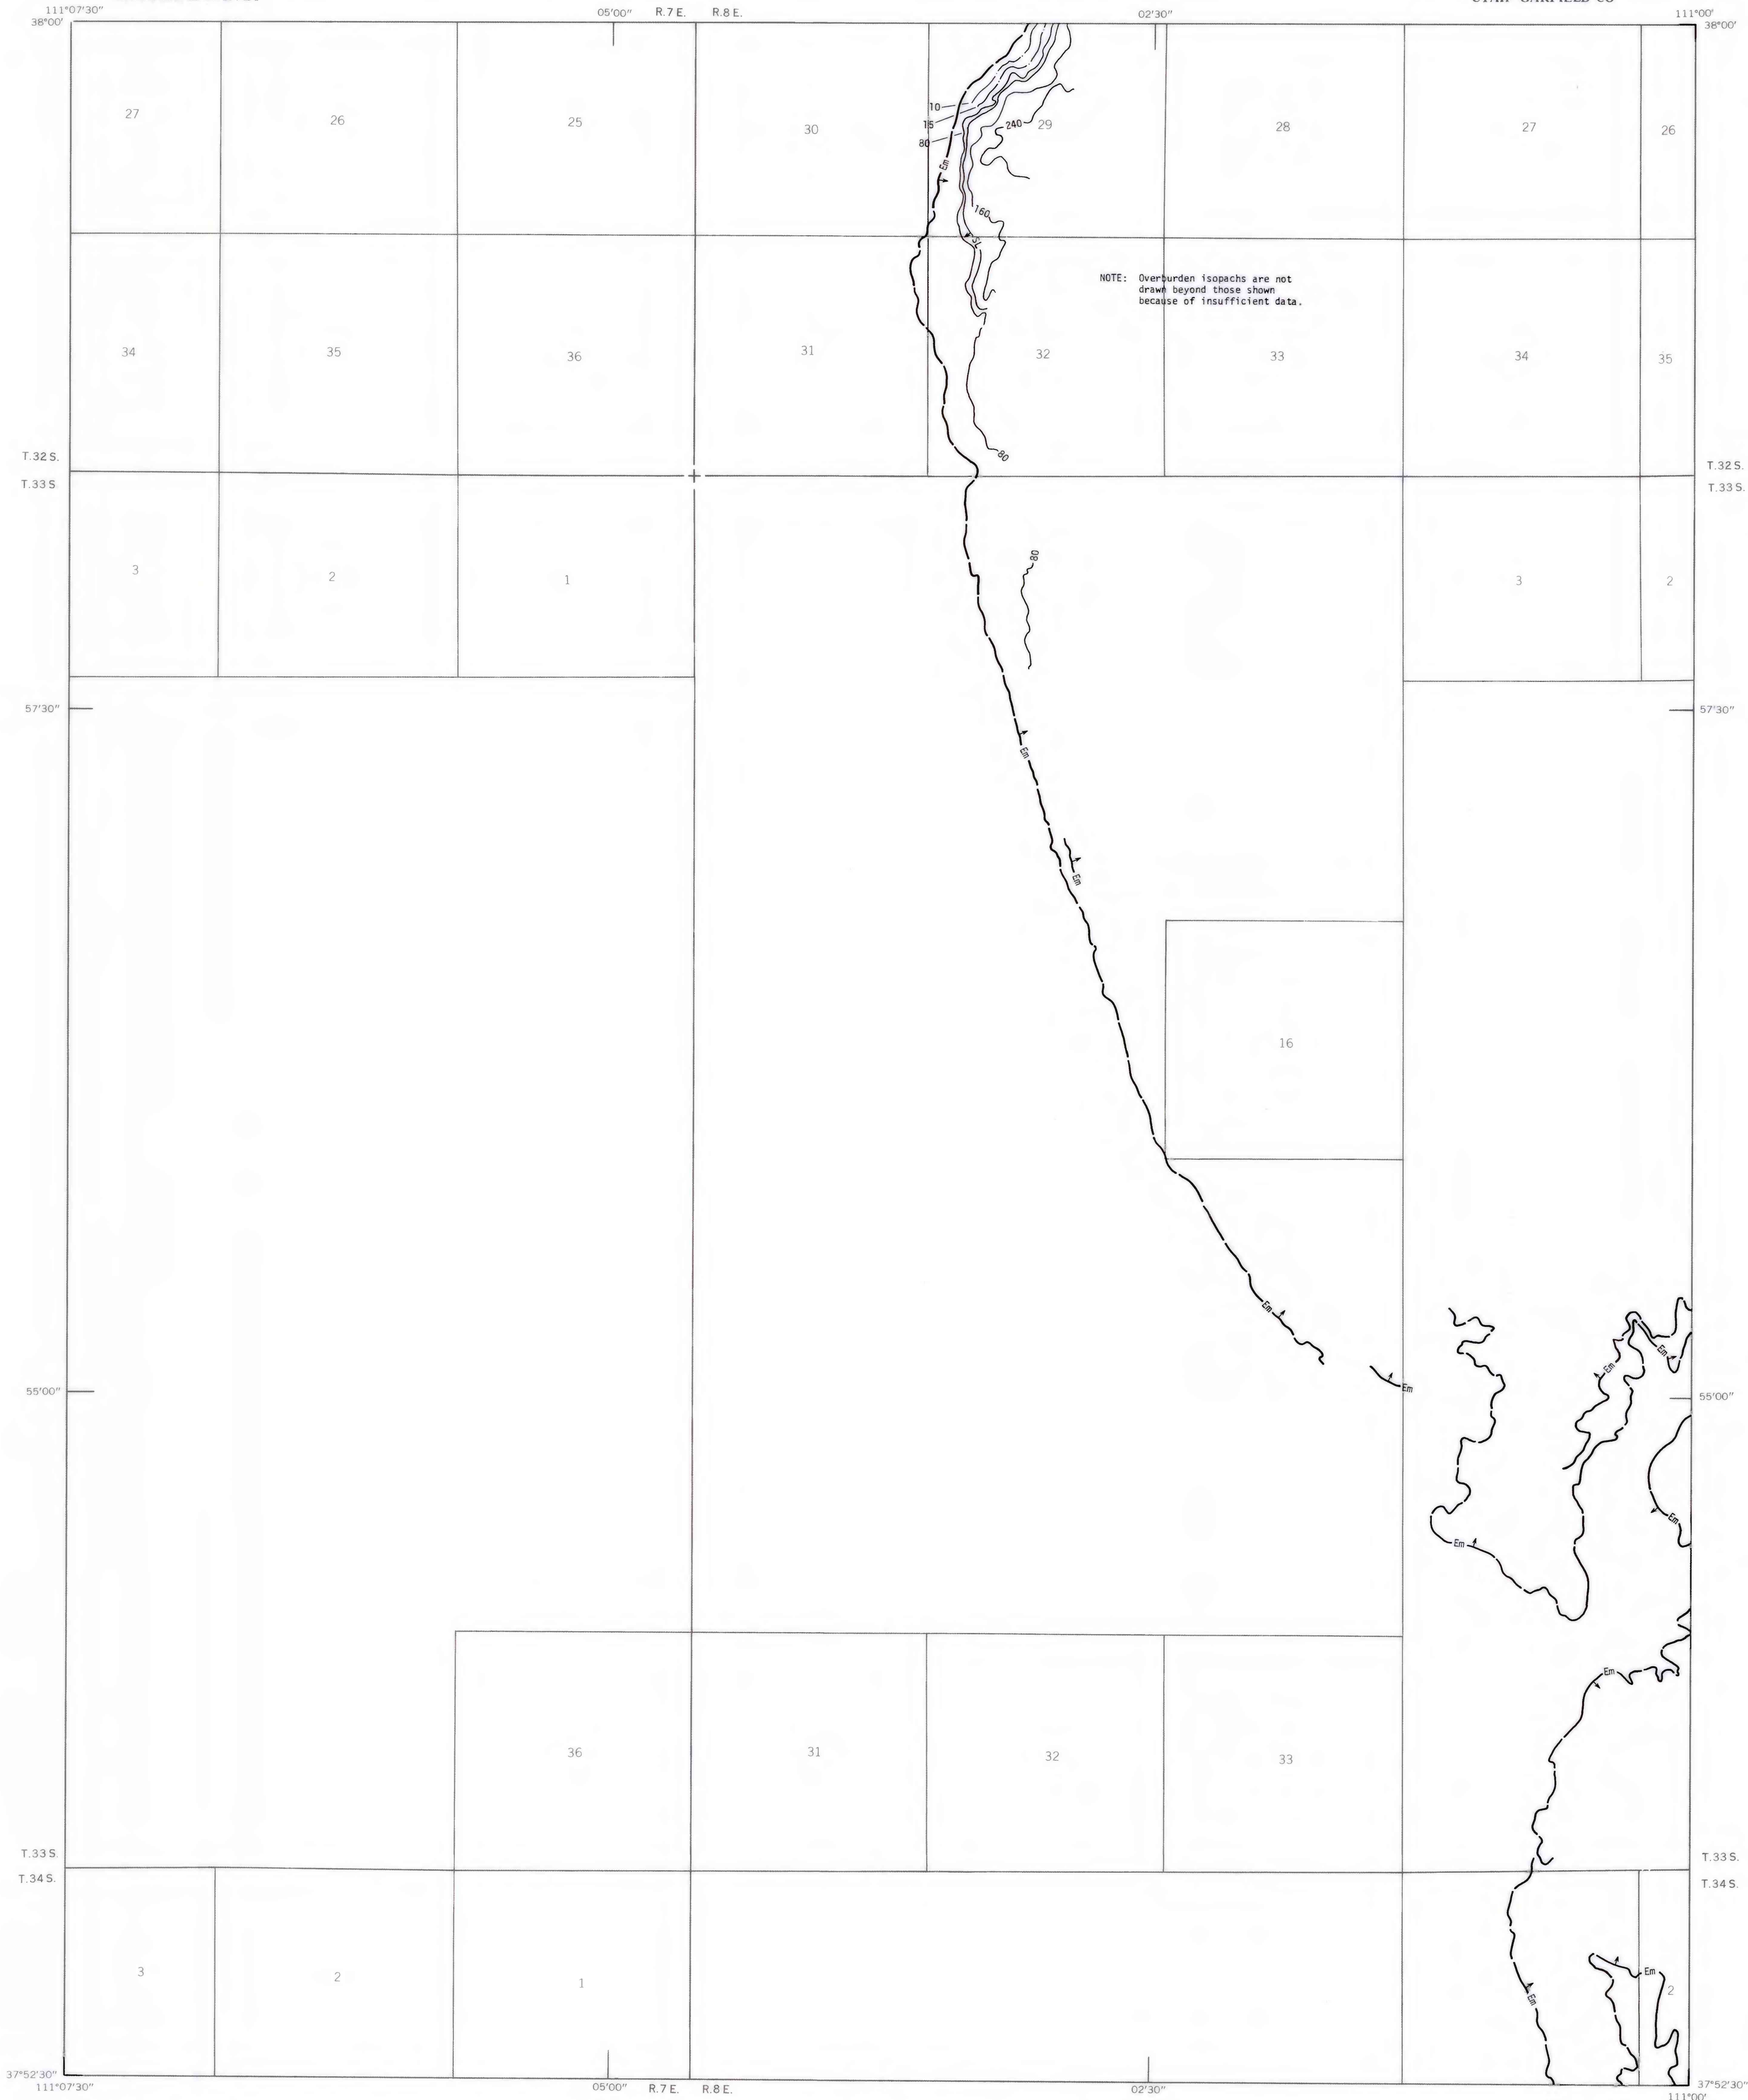 111°07'30" 05'00" R.7 E. R.8 E. 02'30" 111°00'
38°00' 38°00'
27 26 25 30 29 28 27 26
10
15
80
240
Em
160
NOTE: Overburden isopachs are not
drawn beyond those shown
because of insufficient data.
34 35 36 31 32 33 34 35
80
T.32 S. T.32 S.
T.33 S T.33 S.
80
3 2 1 3 2
57'30" 57'30"
Em
Em
16
Em
Em
Em
Em
55'00" 55'00"
Em
Em
Em
36 31 32 33
T.33 S. T.33 S.
T.34 S. T.34 S.
3 2 1 Em 2
Em
37°52'30" 37°52'30"
111°07'30" 05'00" R.7 E. R.8 E. 02'30" 111°00'